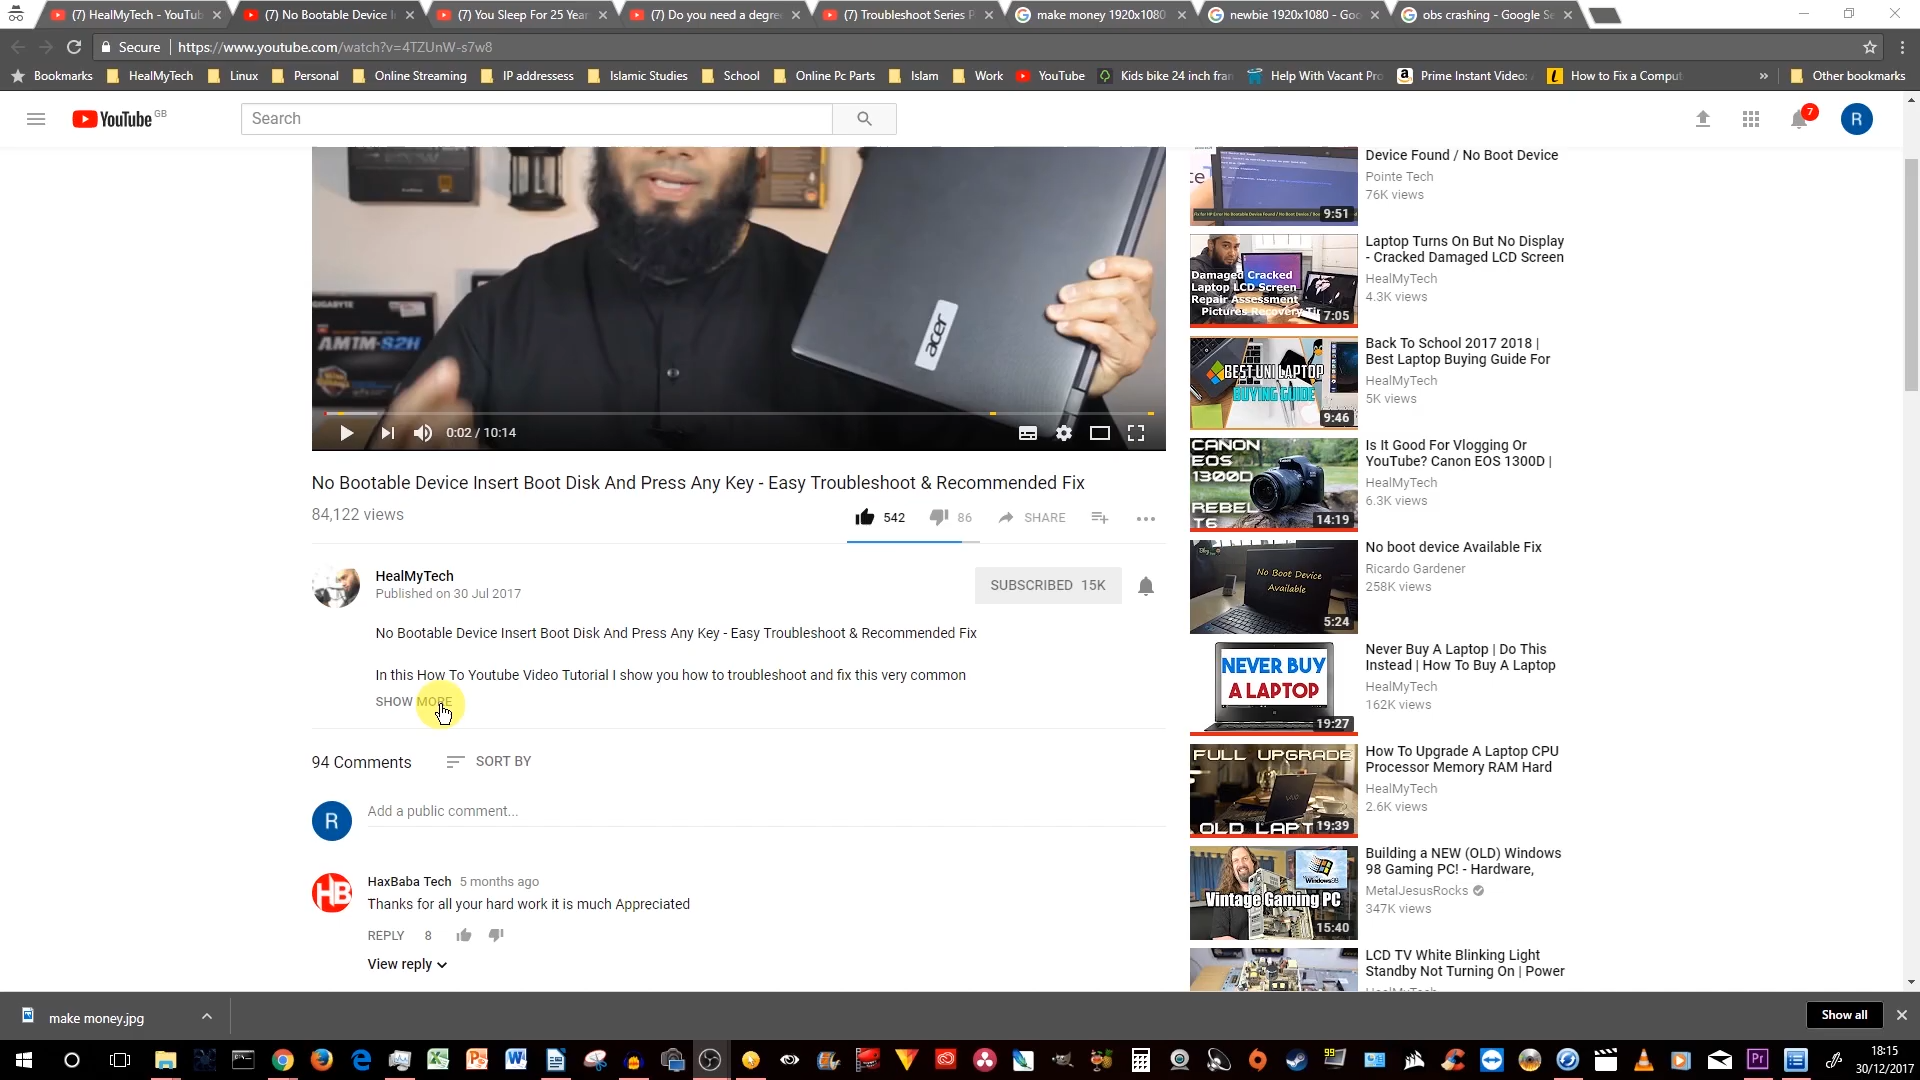 (7) HealMyTech - YouTub
(7) No Bootable Device I
(7) You Sleep For 25 Year
(7) Do you need a degre
(7) Troubleshoot Series P
make money 1920x1080
newbie 1920x1080 - Goo
obs crashing - Google Se
Secure
https://www.youtube.com/watch?v=4TZUnW-s7w8
Bookmarks
HealMyTech
Linux
Personal
Online Streaming
IP addressess
Islamic Studies
School
Online Pc Parts
Islam
Work
YouTube
Kids bike 24 inch fran
Help With Vacant Pro
Prime Instant Video:
How to Fix a Comput
Other bookmarks
YouTube GB
Search
7
R
GIGABYTE
AMTM-S2H
acer
0:02 / 10:14
No Bootable Device Insert Boot Disk And Press Any Key - Easy Troubleshoot & Recommended Fix
84,122 views
542
86
SHARE
HealMyTech
Published on 30 Jul 2017
SUBSCRIBED 15K
No Bootable Device Insert Boot Disk And Press Any Key - Easy Troubleshoot & Recommended Fix
In this How To Youtube Video Tutorial I show you how to troubleshoot and fix this very common
SHOW MORE
94 Comments
SORT BY
R
Add a public comment...
HB
HaxBaba Tech 5 months ago
Thanks for all your hard work it is much Appreciated
REPLY 8
View reply
Device Found / No Boot Device
Pointe Tech
76K views
9:51
Laptop Turns On But No Display
- Cracked Damaged LCD Screen
HealMyTech
4.3K views
Damaged Cracked
Laptop LCD Screen
Repair Assessment
Pictures Recovery Ti
7:05
Back To School 2017 2018 |
Best Laptop Buying Guide For
HealMyTech
5K views
BEST UNI LAPTOP
BUYING GUIDE
9:46
Is It Good For Vlogging Or
YouTube? Canon EOS 1300D |
HealMyTech
6.3K views
CANON
EOS
1300D
REBEL
T6
14:19
No boot device Available Fix
Ricardo Gardener
258K views
No Boot Device
Available
5:24
Never Buy A Laptop | Do This
Instead | How To Buy A Laptop
HealMyTech
162K views
NEVER BUY
A LAPTOP
19:27
How To Upgrade A Laptop CPU
Processor Memory RAM Hard
HealMyTech
2.6K views
FULL UPGRADE
OLD LAPT
19:39
Building a NEW (OLD) Windows
98 Gaming PC! - Hardware,
MetalJesusRocks
347K views
Windows98
Vintage Gaming PC
15:40
LCD TV White Blinking Light
Standby Not Turning On | Power
make money.jpg
Show all
99
Pr
18:15
30/12/2017